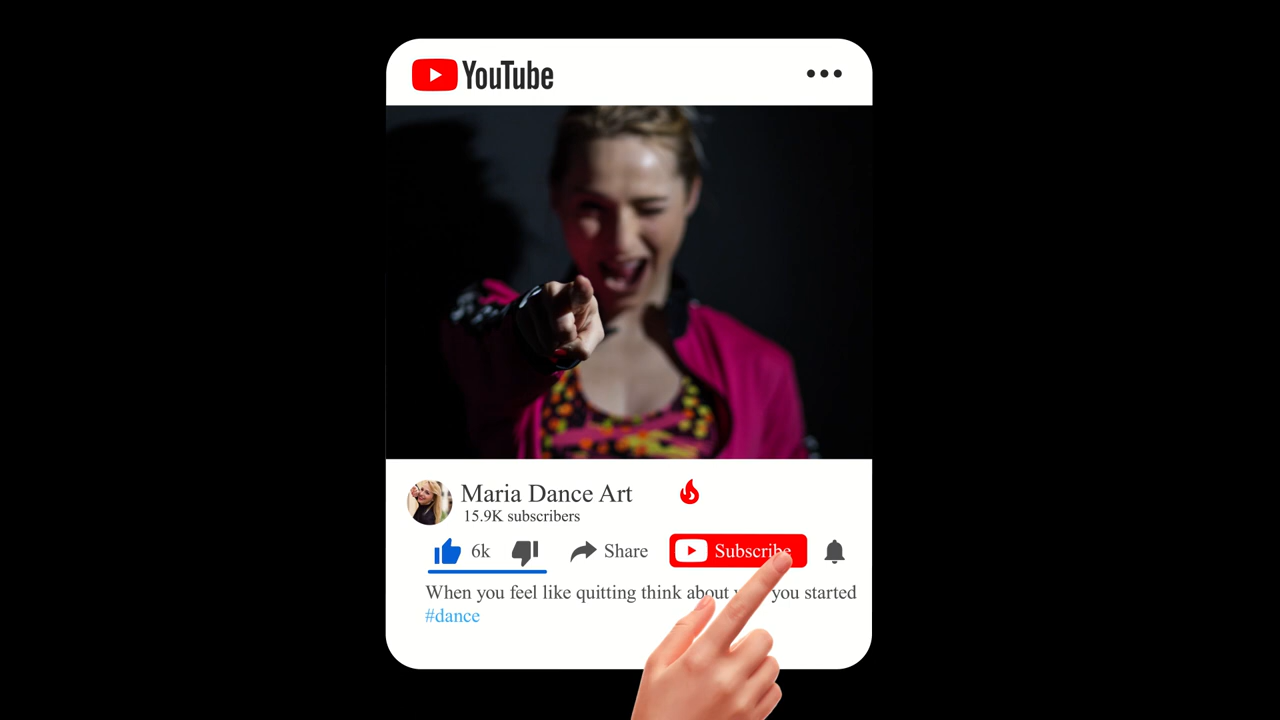 YouTube
Maria Dance Art
15.9K subscribers
6k
Share
Subscribe
When you feel like quitting think about you started
#dance